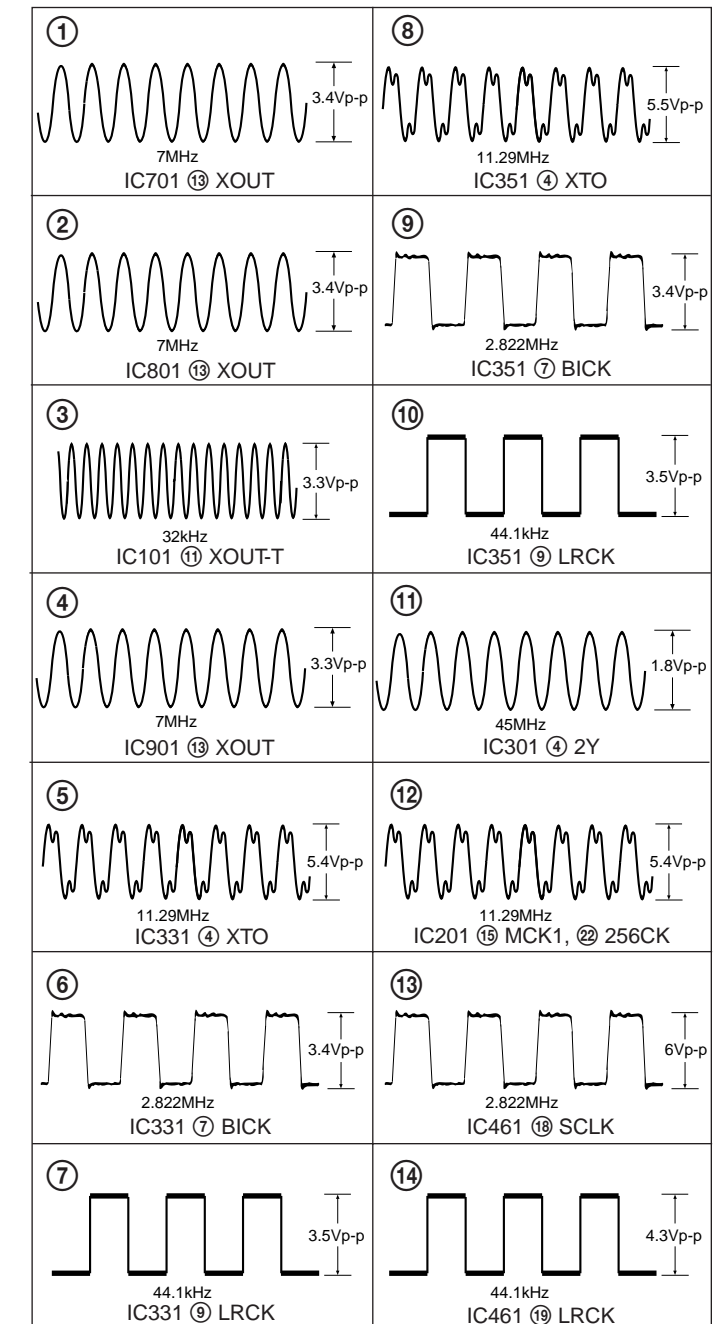 ①
3.4Vp-p
7MHz
IC701 ⑬ XOUT
②
3.4Vp-p
7MHz
IC801 ⑬ XOUT
③
3.3Vp-p
32kHz
IC101 ⑪ XOUT-T
④
3.3Vp-p
7MHz
IC901 ⑬ XOUT
⑤
5.4Vp-p
11.29MHz
IC331 ④ XTO
⑥
3.4Vp-p
2.822MHz
IC331 ⑦ BICK
⑦
3.5Vp-p
44.1kHz
IC331 ⑨ LRCK
⑧
5.5Vp-p
11.29MHz
IC351 ④ XTO
⑨
3.4Vp-p
2.822MHz
IC351 ⑦ BICK
⑩
3.5Vp-p
44.1kHz
IC351 ⑨ LRCK
⑪
1.8Vp-p
45MHz
IC301 ④ 2Y
⑫
5.4Vp-p
11.29MHz
IC201 ⑮ MCK1, ㉒ 256CK
⑬
6Vp-p
2.822MHz
IC461 ⑱ SCLK
⑭
4.3Vp-p
44.1kHz
IC461 ⑲ LRCK